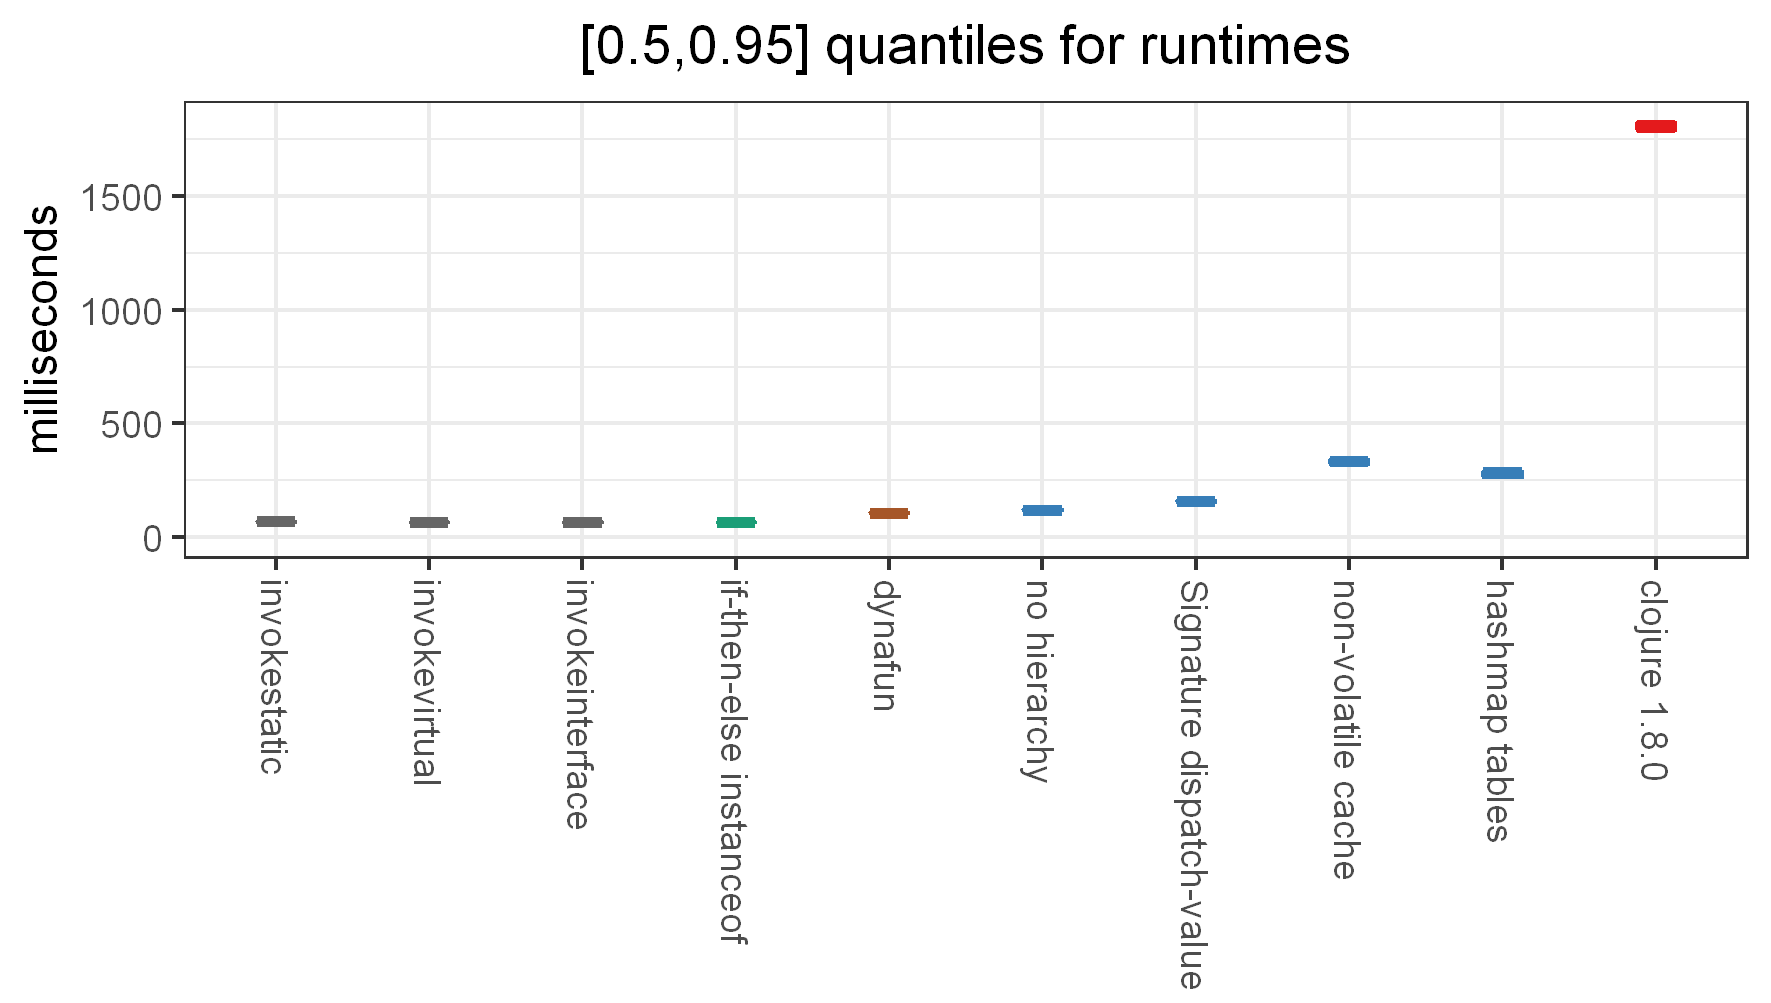 [0.5,0.95] quantiles for runtimes
milliseconds
1500
1000
500
0
invokestatic
invokevirtual
invokeinterface
if-then-else instanceof
dynafun
no hierarchy
Signature dispatch-value
non-volatile cache
hashmap tables
clojure 1.8.0